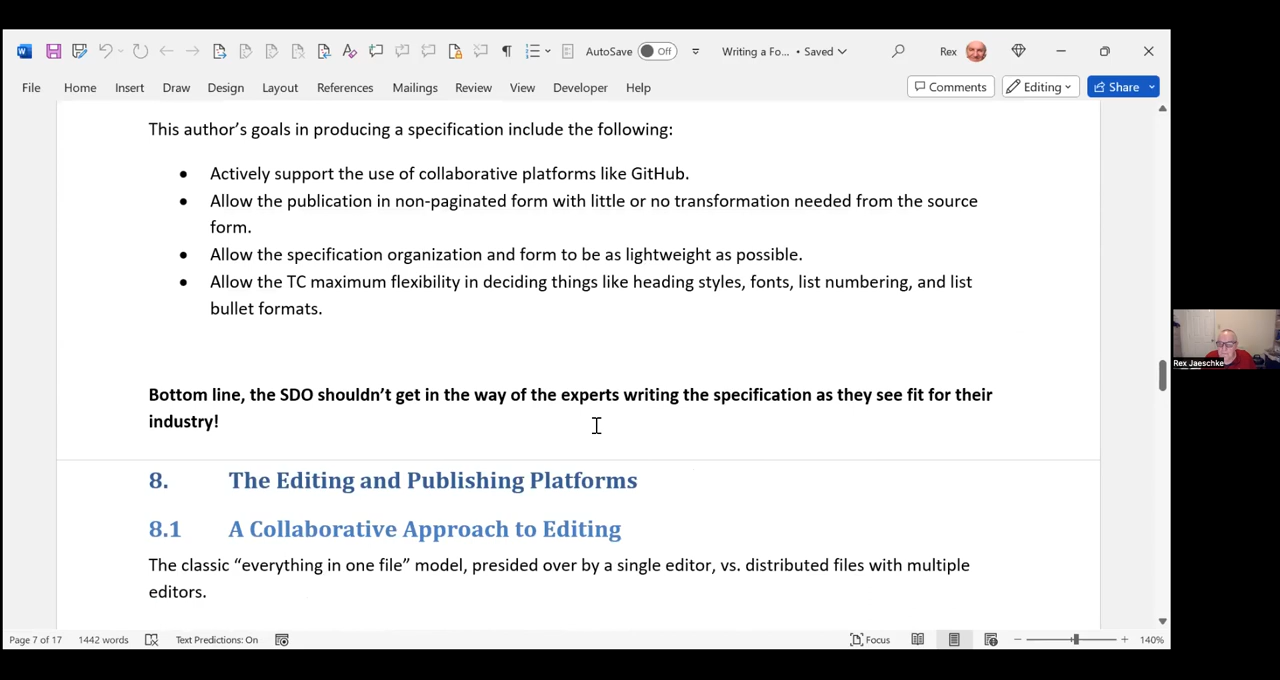 AutoSave Off Writing a Fo... • Saved Rex
File Home Insert Draw Design Layout References Mailings Review View Developer Help Comments Editing Share
This author's goals in producing a specification include the following:
• Actively support the use of collaborative platforms like GitHub.
• Allow the publication in non-paginated form with little or no transformation needed from the source
form.
• Allow the specification organization and form to be as lightweight as possible.
• Allow the TC maximum flexibility in deciding things like heading styles, fonts, list numbering, and list
bullet formats.
Bottom line, the SDO shouldn't get in the way of the experts writing the specification as they see fit for their
industry!
8. The Editing and Publishing Platforms
8.1 A Collaborative Approach to Editing
The classic “everything in one file” model, presided over by a single editor, vs. distributed files with multiple
editors.
Page 7 of 17 1442 words Text Predictions: On Focus 140%
Rex Jaeschke